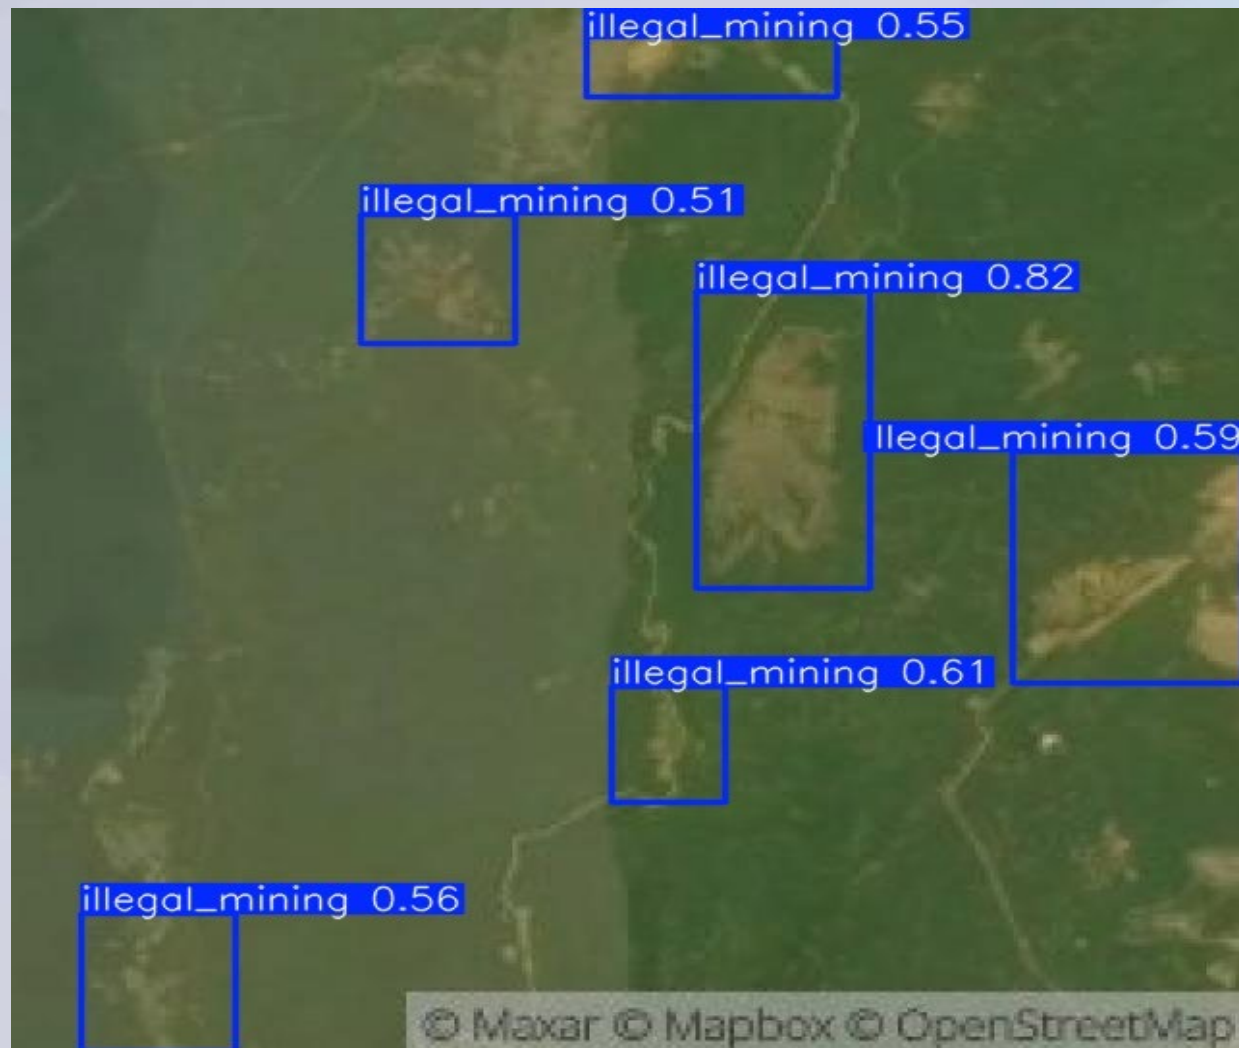 illegal_mining 0.55
illegal_mining 0.51
illegal_mining 0.82
llegal_mining 0.59
illegal_mining 0.61
illegal_mining 0.56
© Maxar © Mapbox © OpenStreetMap